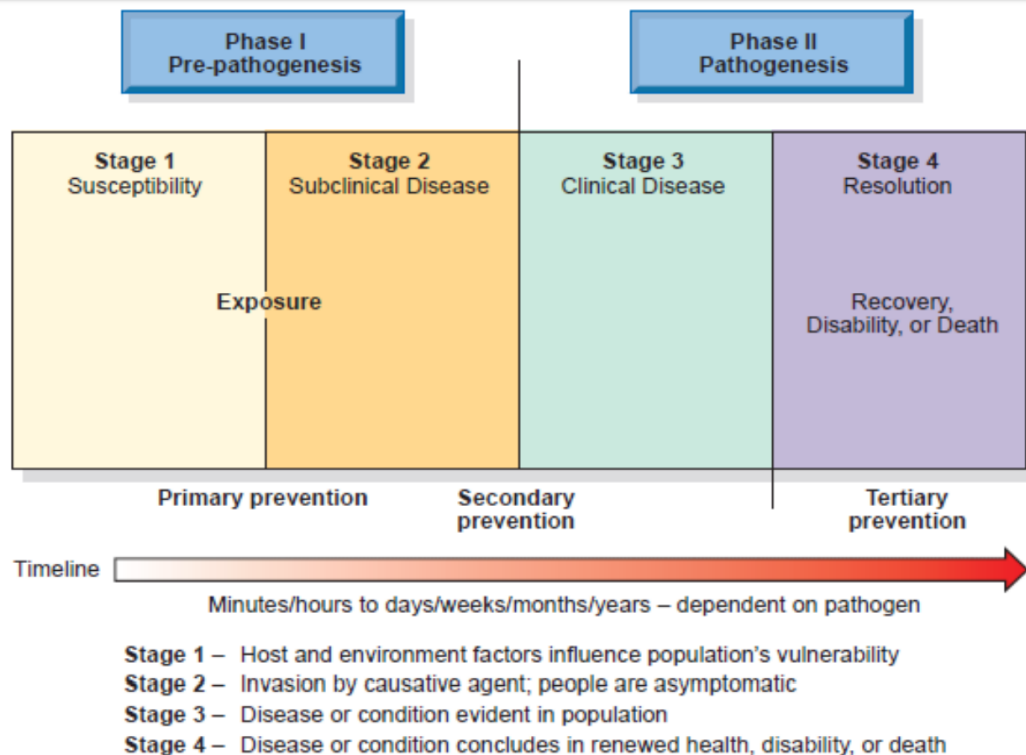 Phase I
Pre-pathogenesis
Phase II
Pathogenesis
Stage 1
Susceptibility
Stage 2
Subclinical Disease
Stage 3
Clinical Disease
Stage 4
Resolution
Exposure
Recovery,
Disability, or Death
Primary prevention
Secondary
prevention
Tertiary
prevention
Timeline
Minutes/hours to days/weeks/months/years – dependent on pathogen
Stage 1 – Host and environment factors influence population's vulnerability
Stage 2 – Invasion by causative agent; people are asymptomatic
Stage 3 – Disease or condition evident in population
Stage 4 – Disease or condition concludes in renewed health, disability, or death